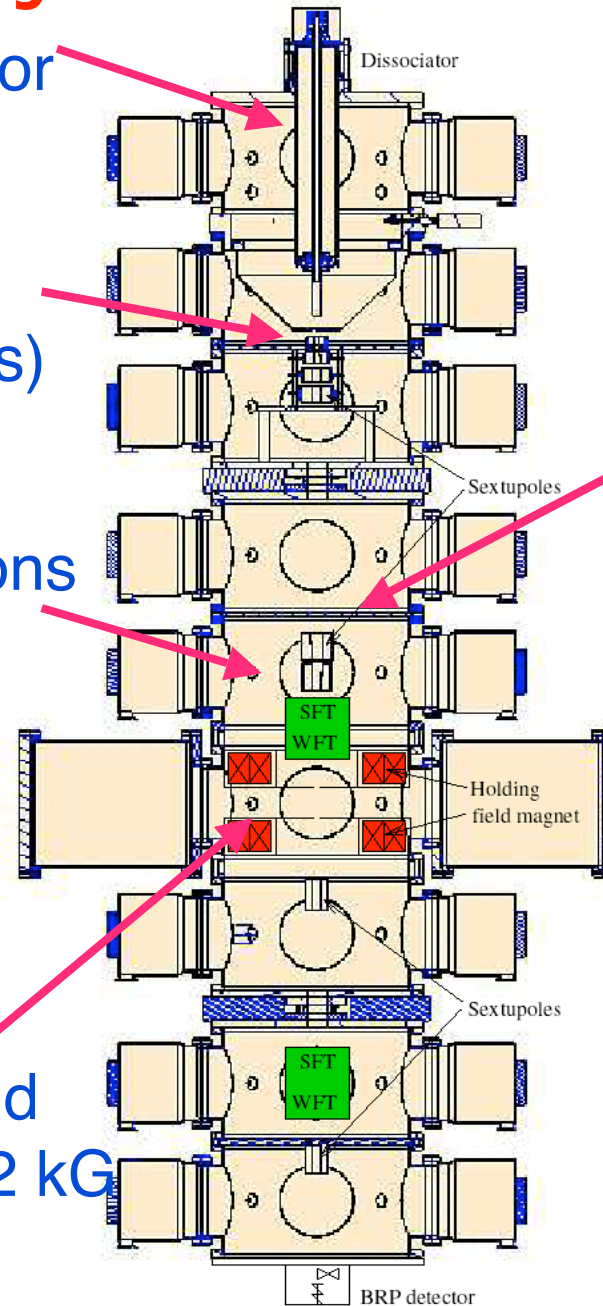 g
or
Dissociator
s)
Sextupoles
ons
SFT
WFT
Holding
field magnet
Sextupoles
SFT
WFT
d
2 kG
BRP detector